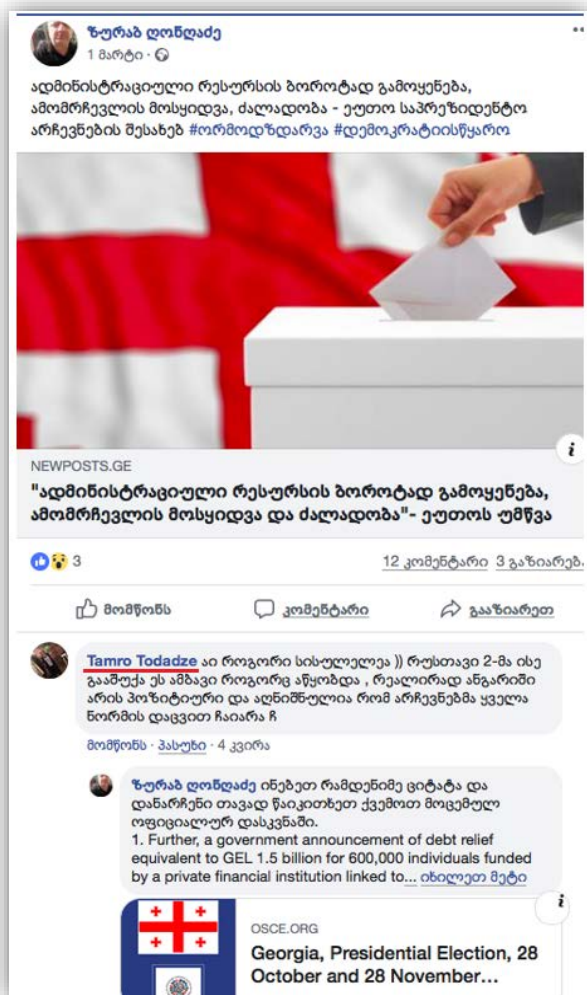 ზურაბ ღონღაძე
1 მარტი ·
ადმინისტრაციული რესურსის ბოროტად გამოყენება,
ამომრჩევლის მოსყიდვა, ძალადობა - ეუთო საპრეზიდენტო
არჩევნების შესახებ #ორმოდზდარვა #დემოკრატიისწყარო
NEWPOSTS.GE
"ადმინისტრაციული რესურსის ბოროტად გამოყენება,
ამომრჩევლის მოსყიდვა და ძალადობა"- ეუთოს უმწვა
3
12 კომენტარი 3 გაზიარებ.
მომწონს კომენტარი გააზიარეთ
Tamro Todadze აი როგორი სისულელეა )) რუსთავი 2-მა ისე
გააშუქა ეს ამბავი როგორც აწყობდა , რეალირად ანგარიში
არის პოზიტიური და აღნიშნულია რომ არჩევნებმა ყველა
ნორმის დაცვით ჩაიარა ჩ
მომწონს · პასუხი · 4 კვირა
ზურაბ ღონღაძე ინებეთ რამდენიმე ციტატა და
დანარჩენი თავად წაიკითხეთ ქვემოთ მოცემულ
ოფიციალურ დასკვნაში.
1. Further, a government announcement of debt relief
equivalent to GEL 1.5 billion for 600,000 individuals funded
by a private financial institution linked to... იხილეთ მეტი
OSCE.ORG
Georgia, Presidential Election, 28
October and 28 November...